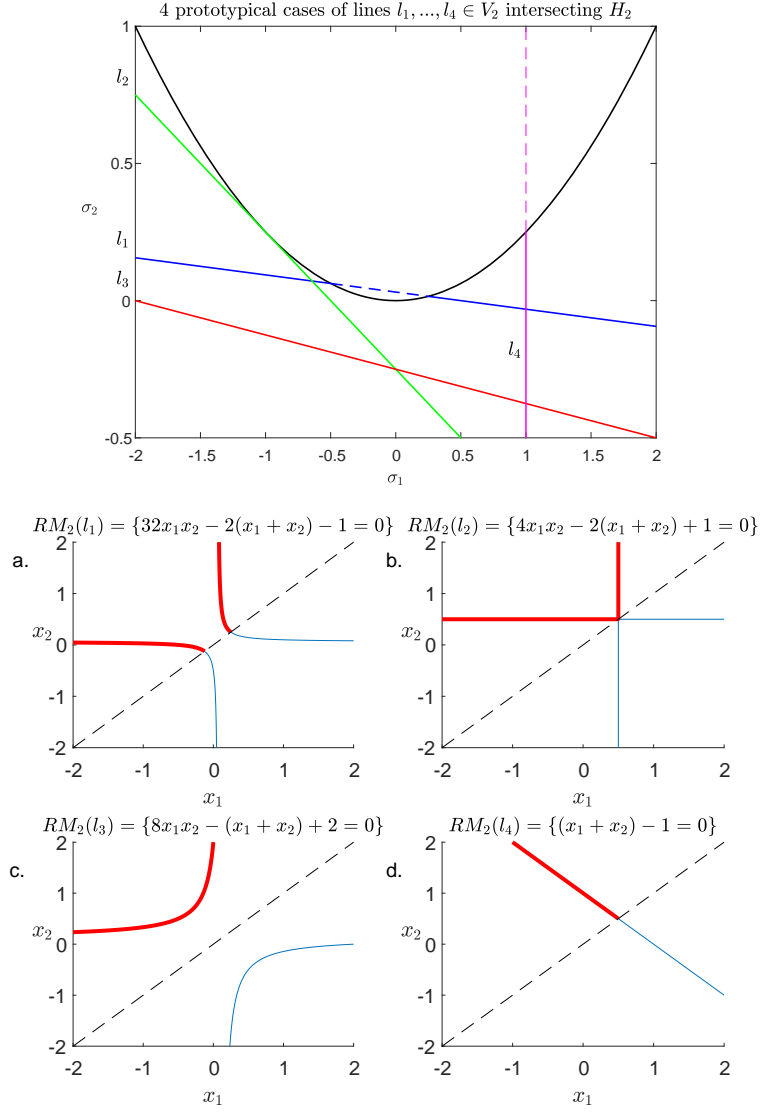 4 prototypical cases of lines $l_1, ..., l_4 \in V_2$ intersecting $H_2$
1
0.5
0
-0.5
$\sigma_2$
$l_2$
$l_1$
$l_3$
$l_4$
-2 -1.5 -1 -0.5 0 0.5 1 1.5 2
$\sigma_1$
$RM_2(l_1) = \{32x_1x_2 - 2(x_1 + x_2) - 1 = 0\}$
a.
2
1
0
-1
-2
$x_2$
-2 -1 0 1 2
$x_1$
$RM_2(l_2) = \{4x_1x_2 - 2(x_1 + x_2) + 1 = 0\}$
b.
2
1
0
-1
-2
$x_2$
-2 -1 0 1 2
$x_1$
$RM_2(l_3) = \{8x_1x_2 - (x_1 + x_2) + 2 = 0\}$
c.
2
1
0
-1
-2
$x_2$
-2 -1 0 1 2
$x_1$
$RM_2(l_4) = \{(x_1 + x_2) - 1 = 0\}$
d.
2
1
0
-1
-2
$x_2$
-2 -1 0 1 2
$x_1$